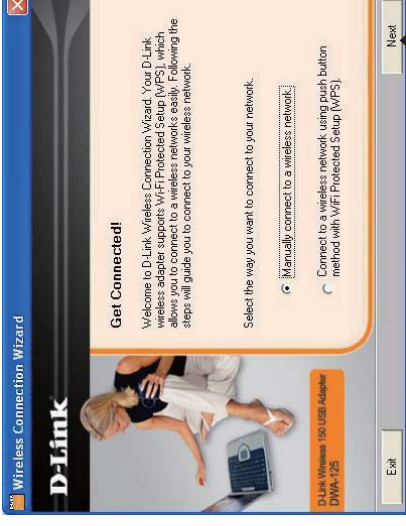 Wireless Connection Wizard
D-Link
Get Connected!
Welcome to D-Link Wireless Connection Wizard. Your D-Link
wireless adapter supports Wi-Fi Protected Setup (WPS), which
allows you to connect to a wireless networks easily. Following the
steps will guide you to connect to your wireless network.
Select the way you want to connect to your network.
Manually connect to a wireless network.
Connect to a wireless network using push button
method with WiFi Protected Setup (WPS).
D-Link Wireless 150 USB Adapter
DWA-125
Exit
Next